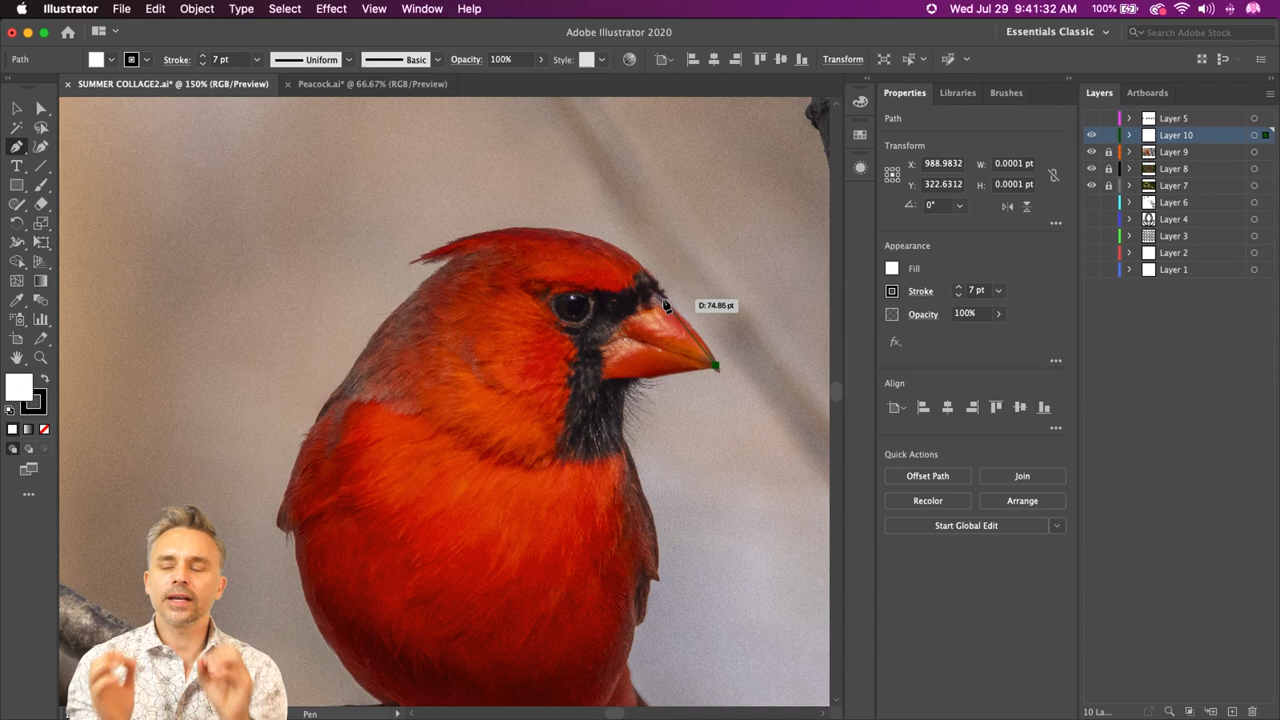 Illustrator File Edit Object Type Select Effect View Window Help 100% Wed Jul 29 9:41:32 AM
Adobe Illustrator 2020 Essentials Classic Search Adobe Stock
Path Stroke: 7 pt Uniform Basic Opacity: 100% Style: Transform
SUMMER COLLAGE2.ai* @ 150% (RGB/Preview) Peacock.ai* @ 66.67% (RGB/Preview)
Properties Libraries Brushes
Path
Transform
X: 988.9832 W: 0.0001 pt
Y: 322.6312 H: 0.0001 pt
0°
Appearance
Fill
Stroke 7 pt
Opacity 100%
fx.
Align
Quick Actions
Offset Path Join
Recolor Arrange
Start Global Edit
Layers Artboards
Layer 5
Layer 10
Layer 9
Layer 8
Layer 7
Layer 6
Layer 4
Layer 3
Layer 2
Layer 1
D: 74.85 pt
Pen
10 La...